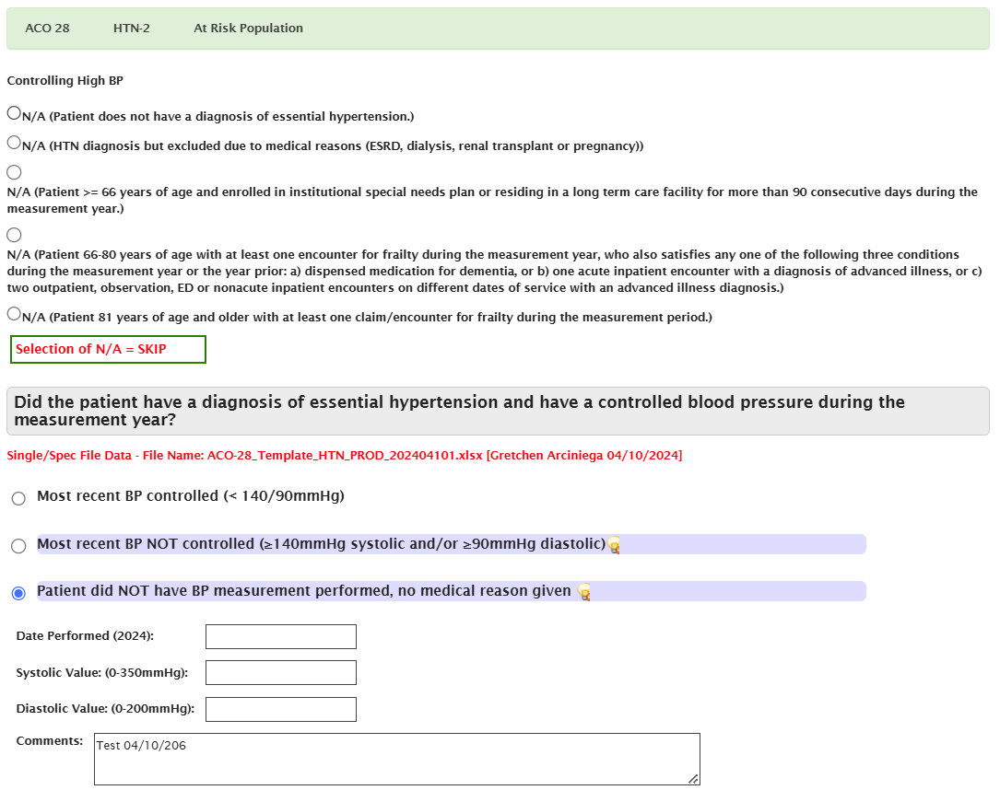 ACO 28 HTN-2 At Risk Population
Controlling High BP
N/A (Patient does not have a diagnosis of essential hypertension.)
N/A (HTN diagnosis but excluded due to medical reasons (ESRD, dialysis, renal transplant or pregnancy))
N/A (Patient >= 66 years of age and enrolled in institutional special needs plan or residing in a long term care facility for more than 90 consecutive days during the
measurement year.)
N/A (Patient 66-80 years of age with at least one encounter for frailty during the measurement year, who also satisfies any one of the following three conditions
during the measurement year or the year prior: a) dispensed medication for dementia, or b) one acute inpatient encounter with a diagnosis of advanced illness, or c)
two outpatient, observation, ED or nonacute inpatient encounters on different dates of service with an advanced illness diagnosis.)
N/A (Patient 81 years of age and older with at least one claim/encounter for frailty during the measurement period.)
Selection of N/A = SKIP
Did the patient have a diagnosis of essential hypertension and have a controlled blood pressure during the
measurement year?
Single/Spec File Data - File Name: ACO-28_Template_HTN_PROD_202404101.xlsx [Gretchen Arciniega 04/10/2024]
Most recent BP controlled (< 140/90mmHg)
Most recent BP NOT controlled (≥140mmHg systolic and/or ≥90mmHg diastolic)
Patient did NOT have BP measurement performed, no medical reason given
Date Performed (2024):
Systolic Value: (0-350mmHg):
Diastolic Value: (0-200mmHg):
Comments: Test 04/10/206